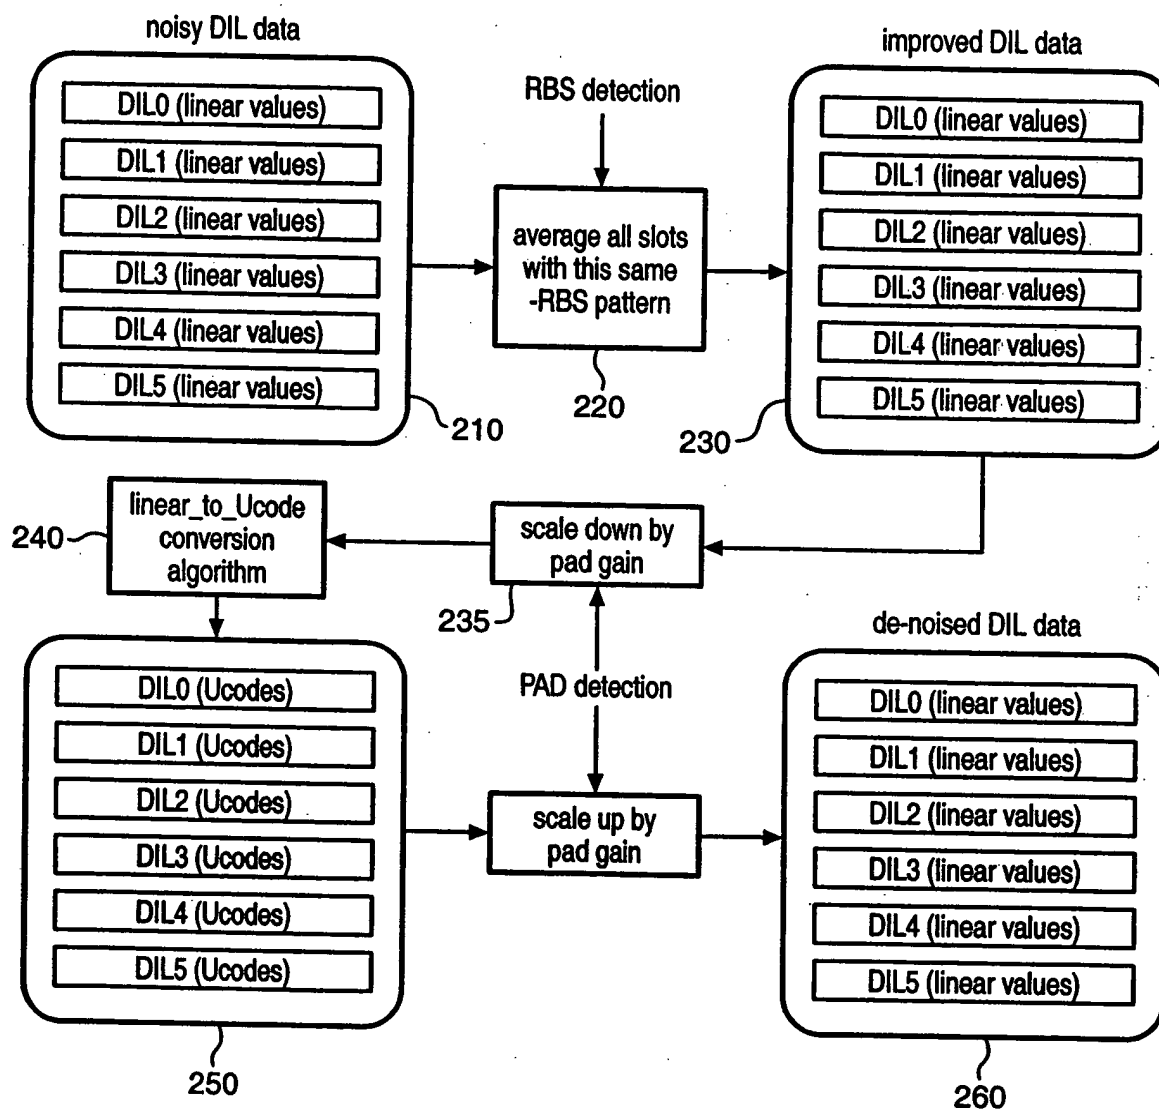 noisy DIL data
DIL0 (linear values)
DIL1 (linear values)
DIL2 (linear values)
DIL3 (linear values)
DIL4 (linear values)
DIL5 (linear values)
210
RBS detection
average all slots
with this same
-RBS pattern
220
improved DIL data
DIL0 (linear values)
DIL1 (linear values)
DIL2 (linear values)
DIL3 (linear values)
DIL4 (linear values)
DIL5 (linear values)
230
240
linear_to_Ucode
conversion
algorithm
scale down by
pad gain
235
PAD detection
DIL0 (Ucodes)
DIL1 (Ucodes)
DIL2 (Ucodes)
DIL3 (Ucodes)
DIL4 (Ucodes)
DIL5 (Ucodes)
250
scale up by
pad gain
de-noised DIL data
DIL0 (linear values)
DIL1 (linear values)
DIL2 (linear values)
DIL3 (linear values)
DIL4 (linear values)
DIL5 (linear values)
260